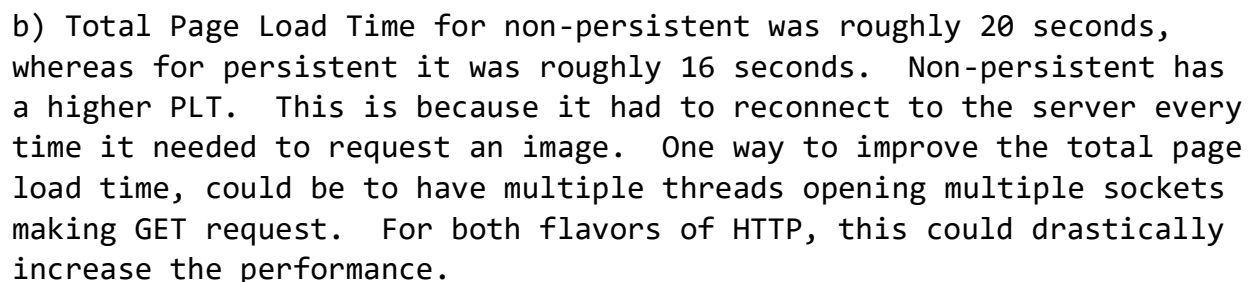 b) Total Page Load Time for non-persistent was roughly 20 seconds,
whereas for persistent it was roughly 16 seconds.  Non-persistent has
a higher PLT.  This is because it had to reconnect to the server every
time it needed to request an image.  One way to improve the total page
load time, could be to have multiple threads opening multiple sockets
making GET request.  For both flavors of HTTP, this could drastically
increase the performance.